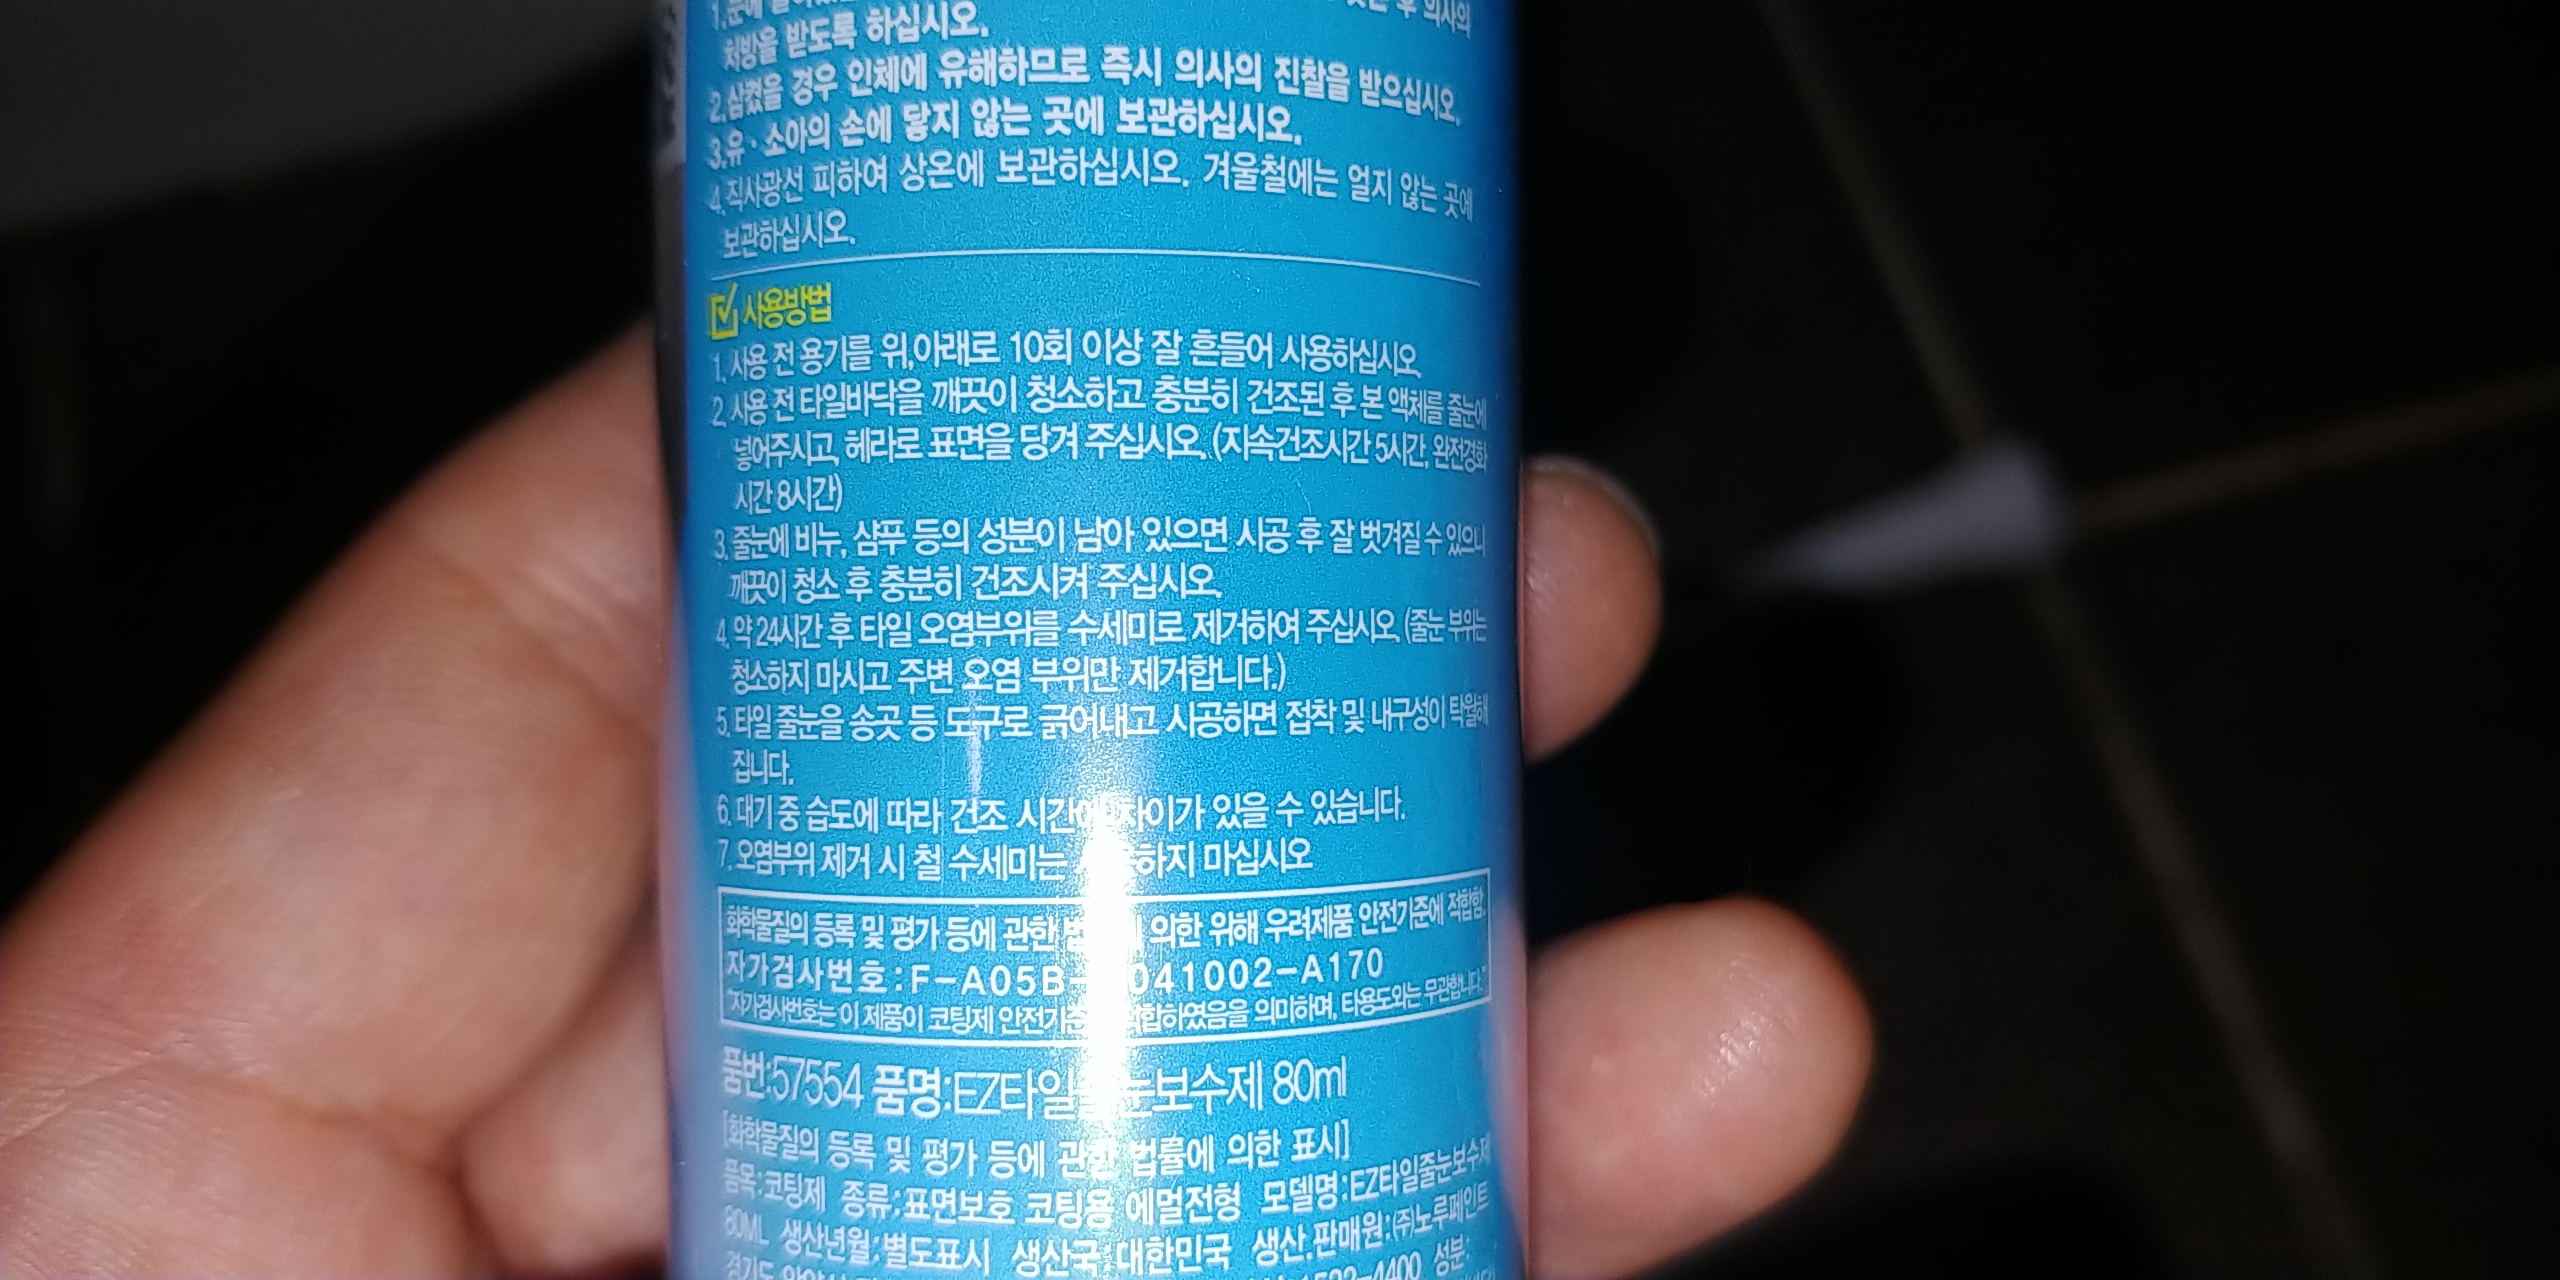 처방을 받도록 하십시오.
2.삼켰을 경우 인체에 유해하므로 즉시 의사의 진찰을 받으십시오.
3.유·소아의 손에 닿지 않는 곳에 보관하십시오.
4.직사광선 피하여 상온에 보관하십시오. 겨울철에는 얼지 않는 곳에
보관하십시오.
사용방법
1. 사용 전 용기를 위,아래로 10회 이상 잘 흔들어 사용하십시오.
2. 사용 전 타일바닥을 깨끗이 청소하고 충분히 건조된 후 본 액체를 줄눈에
넣어주시고, 헤라로 표면을 당겨 주십시오. (지속건조시간 5시간, 완전경화
시간 8시간)
3. 줄눈에 비누, 샴푸 등의 성분이 남아 있으면 시공 후 잘 벗겨질 수 있으니
깨끗이 청소 후 충분히 건조시켜 주십시오.
4. 약 24시간 후 타일 오염부위를 수세미로 제거하여 주십시오. (줄눈 부위는
청소하지 마시고 주변 오염 부위만 제거합니다.)
5. 타일 줄눈을 송곳 등 도구로 긁어내고 시공하면 접착 및 내구성이 탁월해
집니다.
6. 대기 중 습도에 따라 건조 시간에 차이가 있을 수 있습니다.
7. 오염부위 제거 시 철 수세미는 하지 마십시오
화학물질의 등록 및 평가 등에 관한 의한 위해 우려제품 안전기준에 적합함.
자가검사번호:F-A05B 041002-A170
"자가검사번호는 이 제품이 코팅제 안전기준 적합하였음을 의미하며, 타용도와는 무관합니다."
품번:57554 품명:EZ타일줄눈보수제 80ml
[화학물질의 등록 및 평가 등에 관한 법률에 의한 표시]
품목:코팅제 종류:표면보호 코팅용 에멀전형 모델명:EZ타일줄눈보수제
80ML 생산년월:별도표시 생산국:대한민국 생산.판매원:(주)노루페인트
경기도 4400 성분: